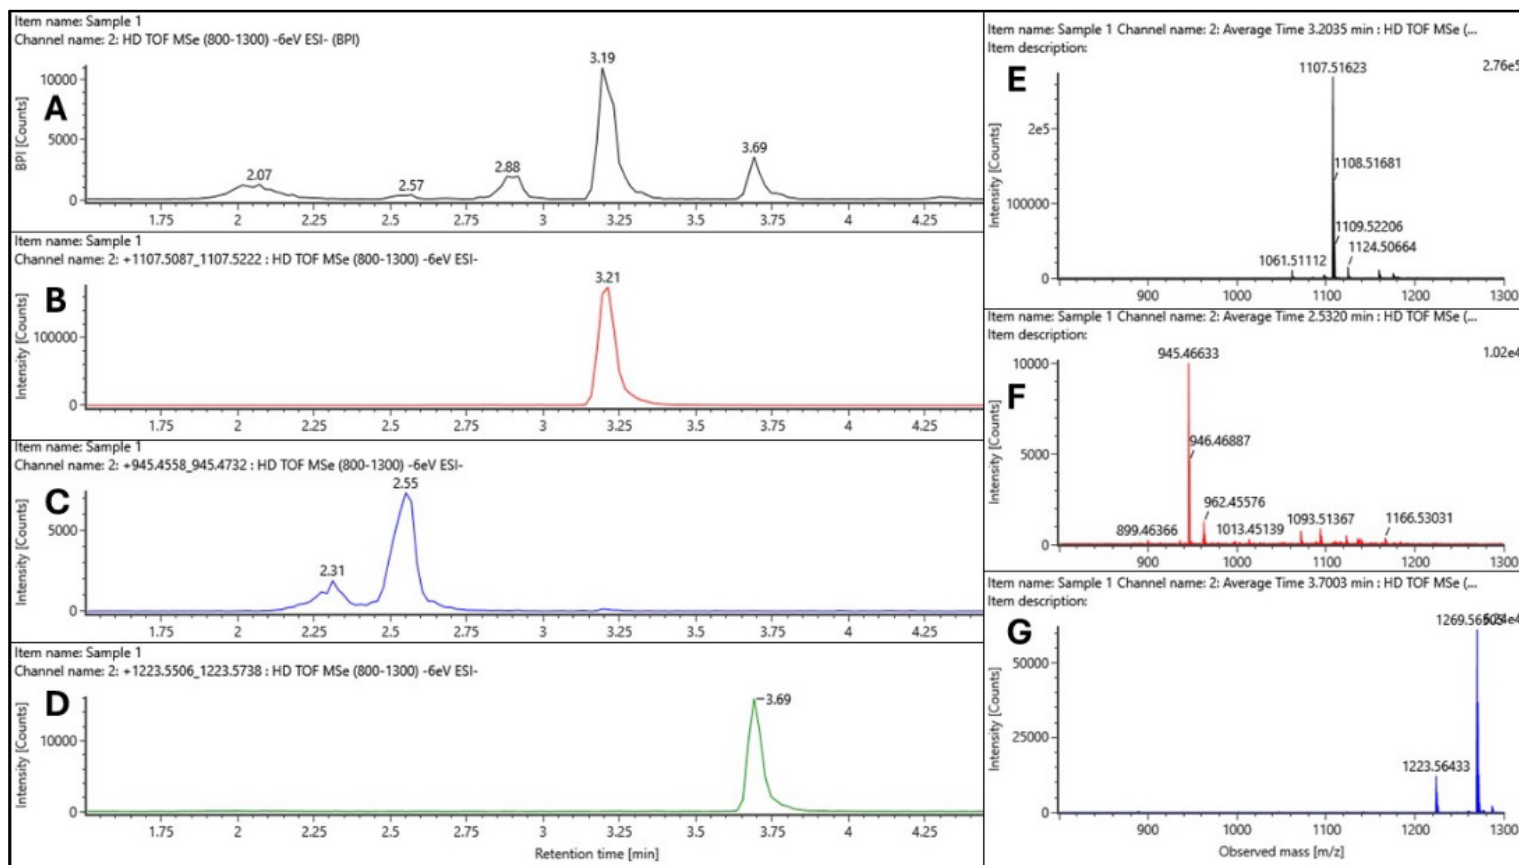 Item name: Sample 1
Channel name: 2: HD TOF MSe (800-1300) -6eV ESI- (BPI)
A
BPI [Counts]
10000
5000
0
2.07
2.57
2.88
3.19
3.69
1.75 2 2.25 2.5 2.75 3 3.25 3.5 3.75 4 4.25
Item name: Sample 1
Channel name: 2: +1107.5087_1107.5222 : HD TOF MSe (800-1300) -6eV ESI-
B
Intensity [Counts]
100000
0
3.21
1.75 2 2.25 2.5 2.75 3 3.25 3.5 3.75 4 4.25
Item name: Sample 1
Channel name: 2: +945.4558_945.4732 : HD TOF MSe (800-1300) -6eV ESI-
C
Intensity [Counts]
5000
0
2.31
2.55
1.75 2 2.25 2.5 2.75 3 3.25 3.5 3.75 4 4.25
Item name: Sample 1
Channel name: 2: +1223.5506_1223.5738 : HD TOF MSe (800-1300) -6eV ESI-
D
Intensity [Counts]
10000
0
3.69
1.75 2 2.25 2.5 2.75 3 3.25 3.5 3.75 4 4.25
Retention time [min]
Item name: Sample 1 Channel name: 2: Average Time 3.2035 min : HD TOF MSe (...
Item description:
E
2.76e5
Intensity [Counts]
2e5
100000
0
1107.51623
1108.51681
1109.52206
1061.51112
1124.50664
900 1000 1100 1200 1300
Item name: Sample 1 Channel name: 2: Average Time 2.5320 min : HD TOF MSe (...
Item description:
F
1.02e4
Intensity [Counts]
10000
5000
0
945.46633
946.46887
962.45576
899.46366
1013.45139
1093.51367
1166.53031
900 1000 1100 1200 1300
Item name: Sample 1 Channel name: 2: Average Time 3.7003 min : HD TOF MSe (...
Item description:
G
Intensity [Counts]
50000
25000
0
1223.56433
900 1000 1100 1200 1300
Observed mass [m/z]